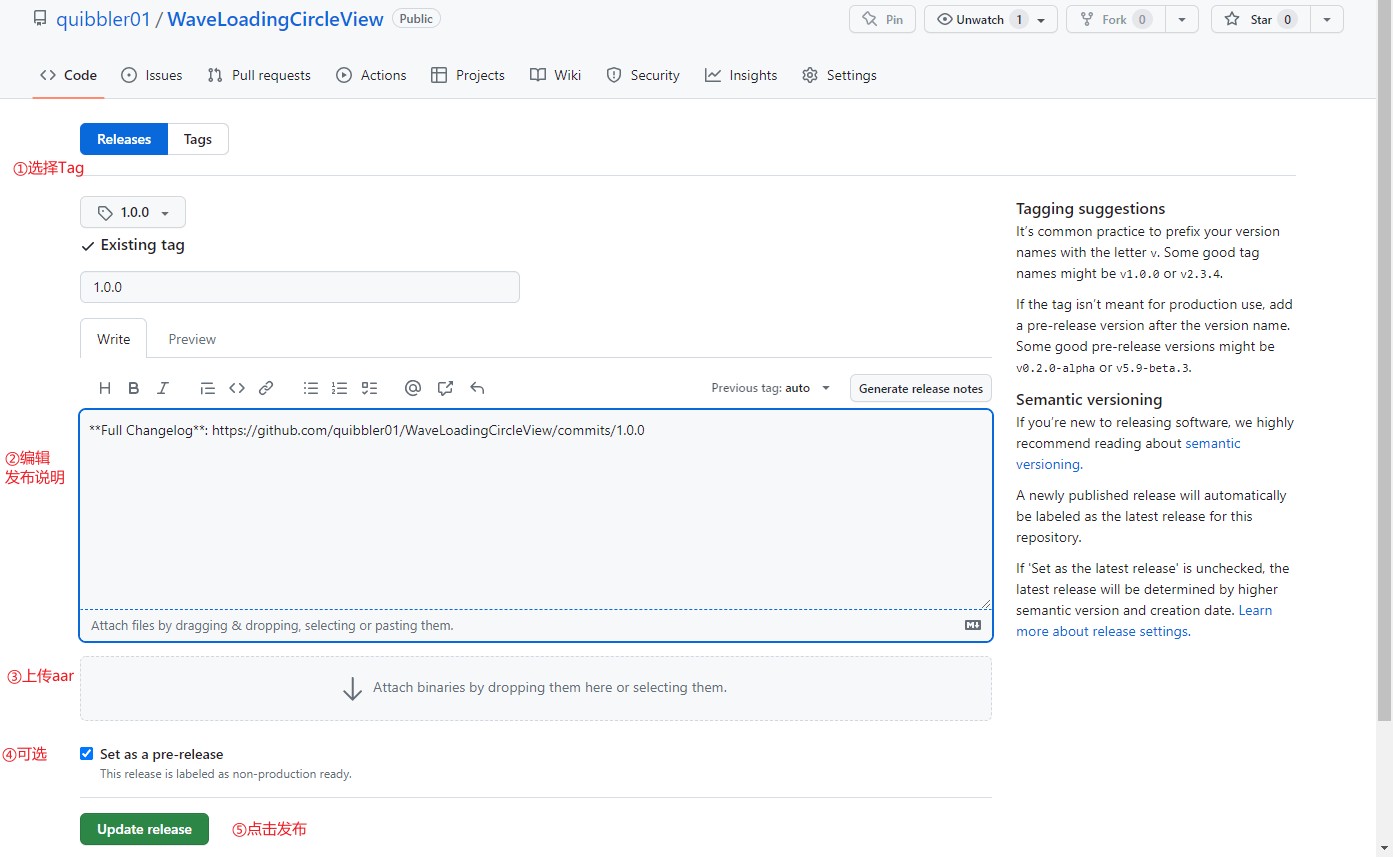 quibbler01 / WaveLoadingCircleView Public
Pin
Unwatch 1
Fork 0
Star 0
Code
Issues
Pull requests
Actions
Projects
Wiki
Security
Insights
Settings
Releases
Tags
①选择Tag
1.0.0
Existing tag
1.0.0
Write
Preview
H B I
Previous tag: auto
Generate release notes
**Full Changelog**: https://github.com/quibbler01/WaveLoadingCircleView/commits/1.0.0
②编辑
发布说明
Attach files by dragging & dropping, selecting or pasting them.
③上传aar
Attach binaries by dropping them here or selecting them.
④可选
Set as a pre-release
This release is labeled as non-production ready.
Update release
⑤点击发布
Tagging suggestions
It's common practice to prefix your version
names with the letter v. Some good tag
names might be v1.0.0 or v2.3.4.
If the tag isn't meant for production use, add
a pre-release version after the version name.
Some good pre-release versions might be
v0.2.0-alpha or v5.9-beta.3.
Semantic versioning
If you're new to releasing software, we highly
recommend reading about semantic
versioning.
A newly published release will automatically
be labeled as the latest release for this
repository.
If 'Set as the latest release' is unchecked, the
latest release will be determined by higher
semantic version and creation date. Learn
more about release settings.